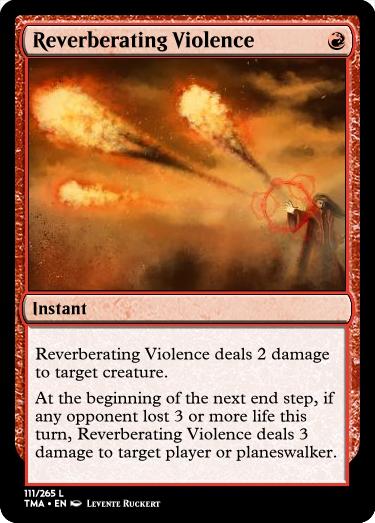 Reverberating Violence
Instant
Reverberating Violence deals 2 damage
to target creature.
At the beginning of the next end step, if
any opponent lost 3 or more life this
turn, Reverberating Violence deals 3
damage to target player or planeswalker.
111/265 L
TMA • EN Levente Ruckert